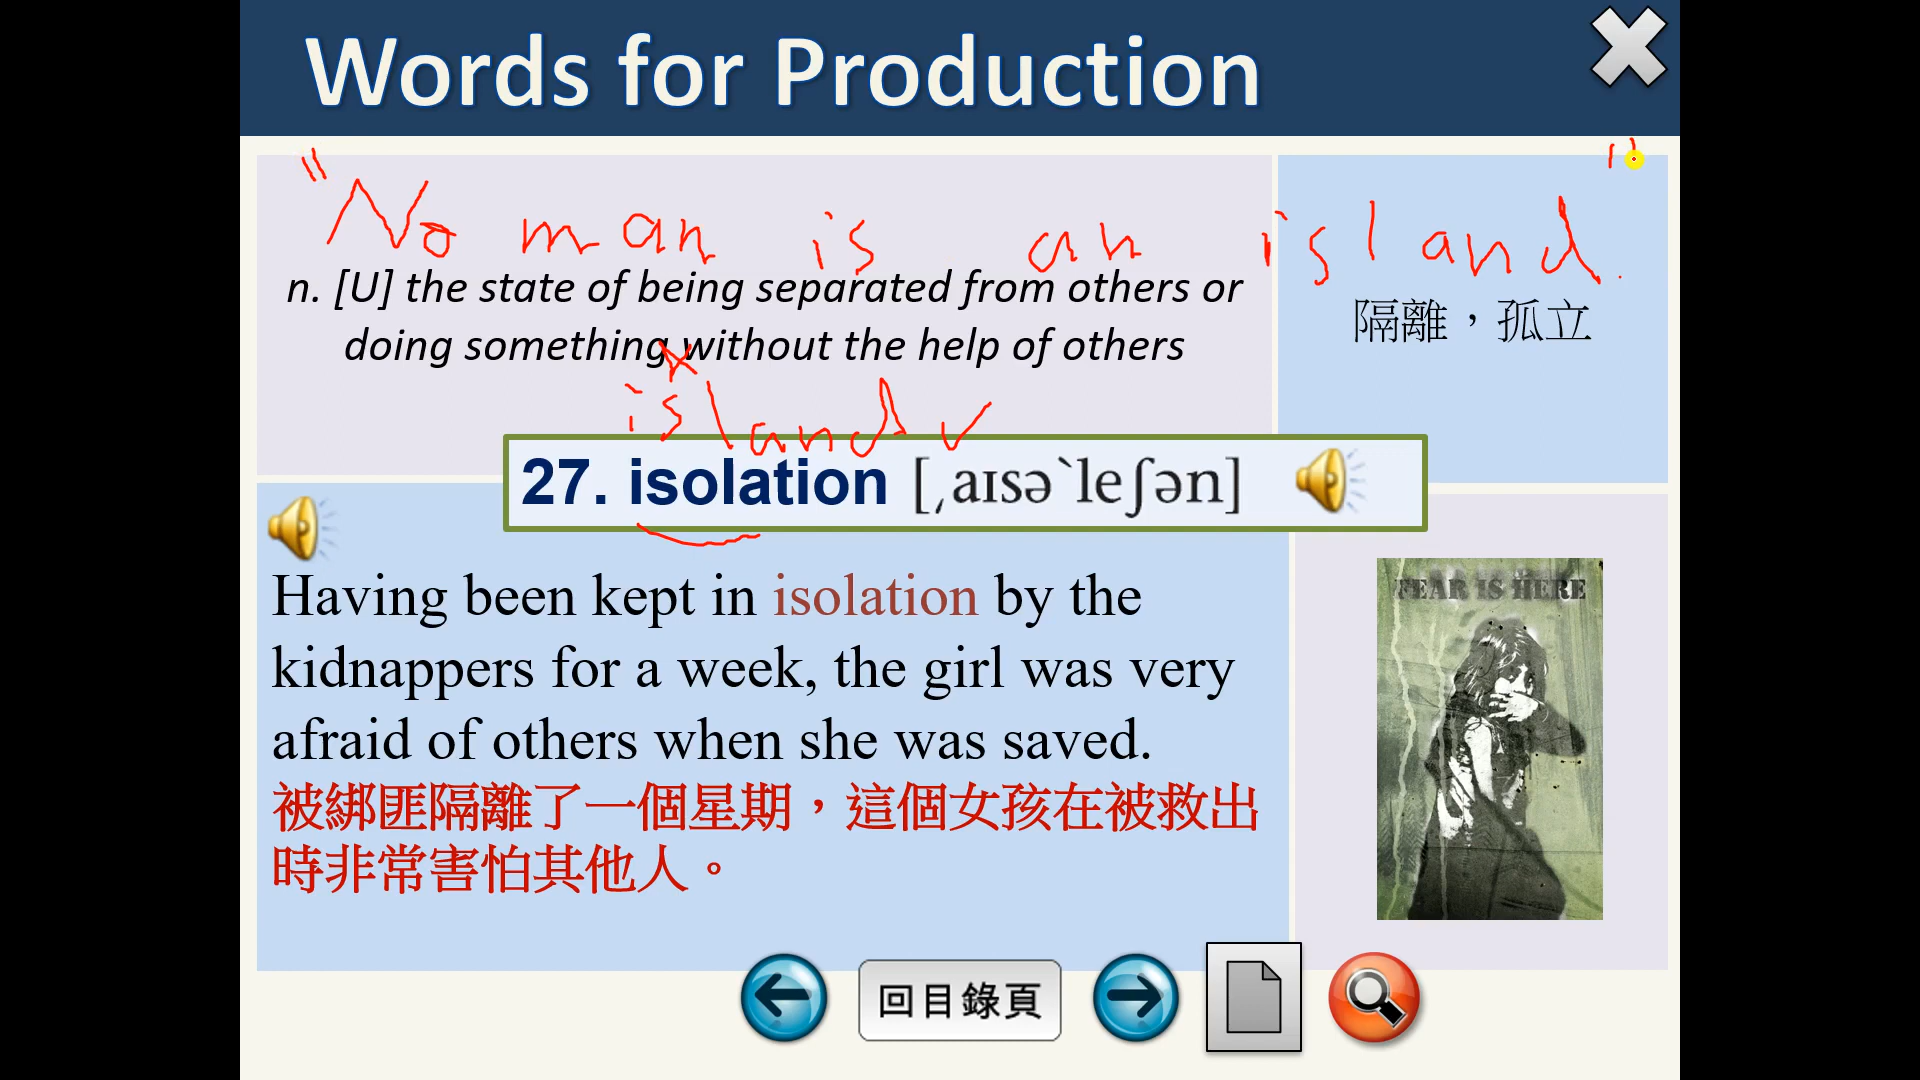 Words for Production
"No man is an island."
n. [U] the state of being separated from others or
doing something without the help of others
隔離，孤立
island
27. isolation [ˌaɪsəˋleʃən]
Having been kept in isolation by the
kidnappers for a week, the girl was very
afraid of others when she was saved.
被綁匪隔離了一個星期，這個女孩在被救出
時非常害怕其他人。
FEAR IS HERE
回目錄頁